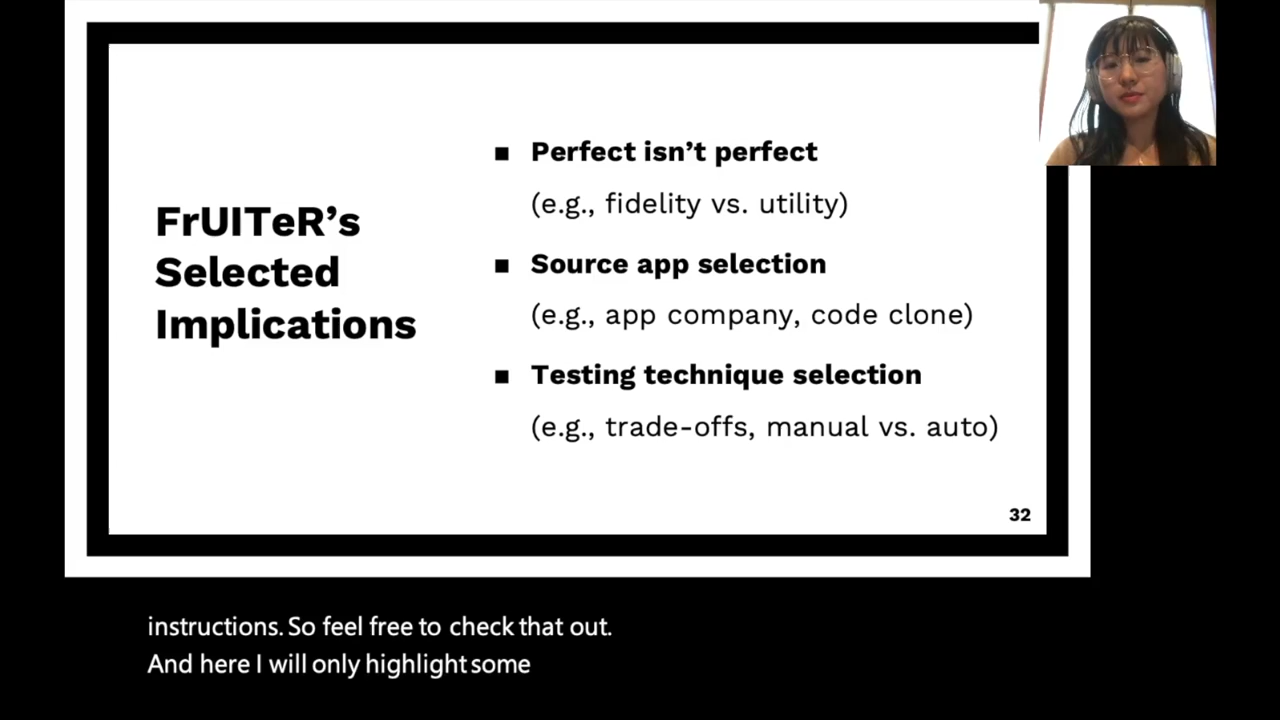 FrUITeR’s
Selected
Implications
■ Perfect isn’t perfect
(e.g., fidelity vs. utility)
■ Source app selection
(e.g., app company, code clone)
■ Testing technique selection
(e.g., trade-offs, manual vs. auto)
32
instructions. So feel free to check that out.
And here I will only highlight some